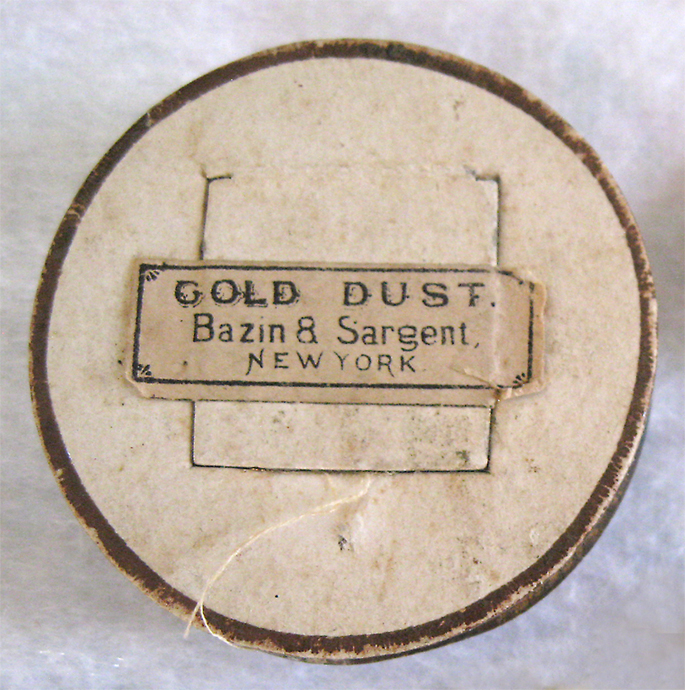 GOLD DUST.
Bazin & Sargent,
NEW YORK.